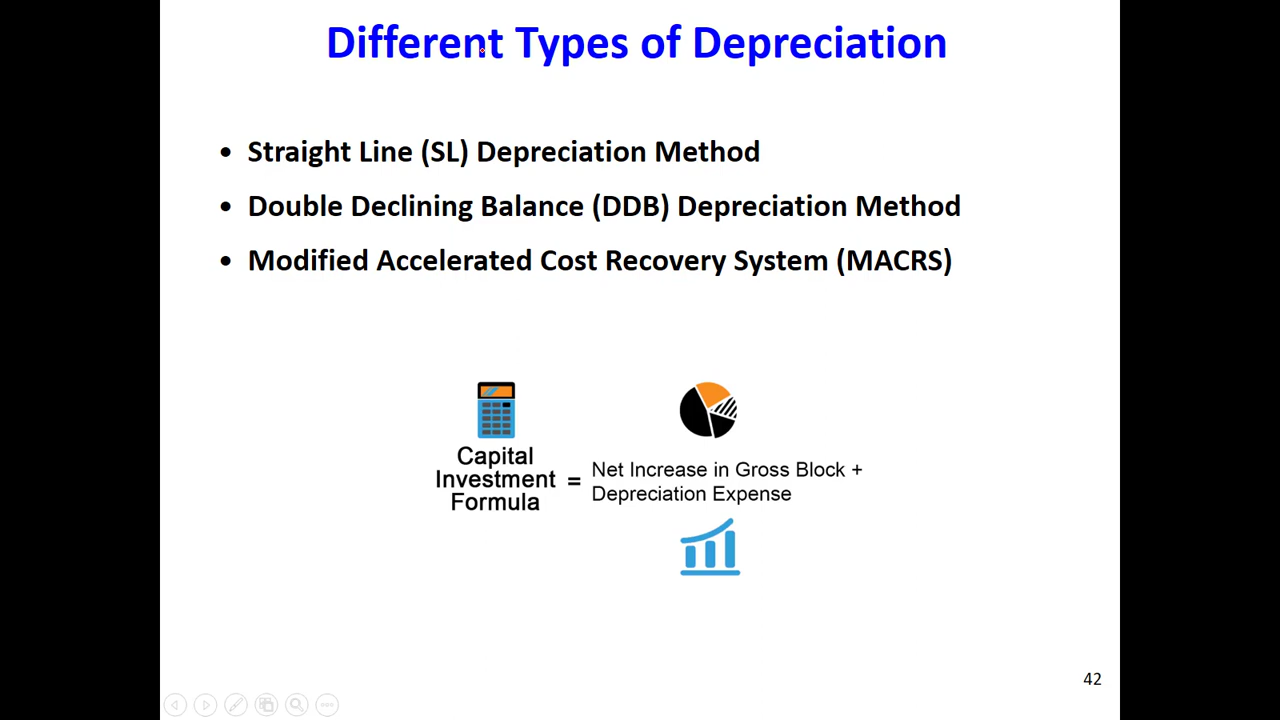 Different Types of Depreciation
• Straight Line (SL) Depreciation Method
• Double Declining Balance (DDB) Depreciation Method
• Modified Accelerated Cost Recovery System (MACRS)
Capital
Investment
Formula
=
Net Increase in Gross Block +
Depreciation Expense
42